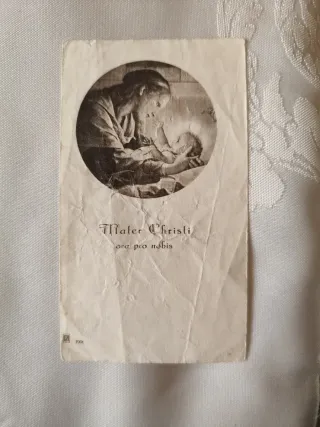 Mater Christi
ora pro nobis